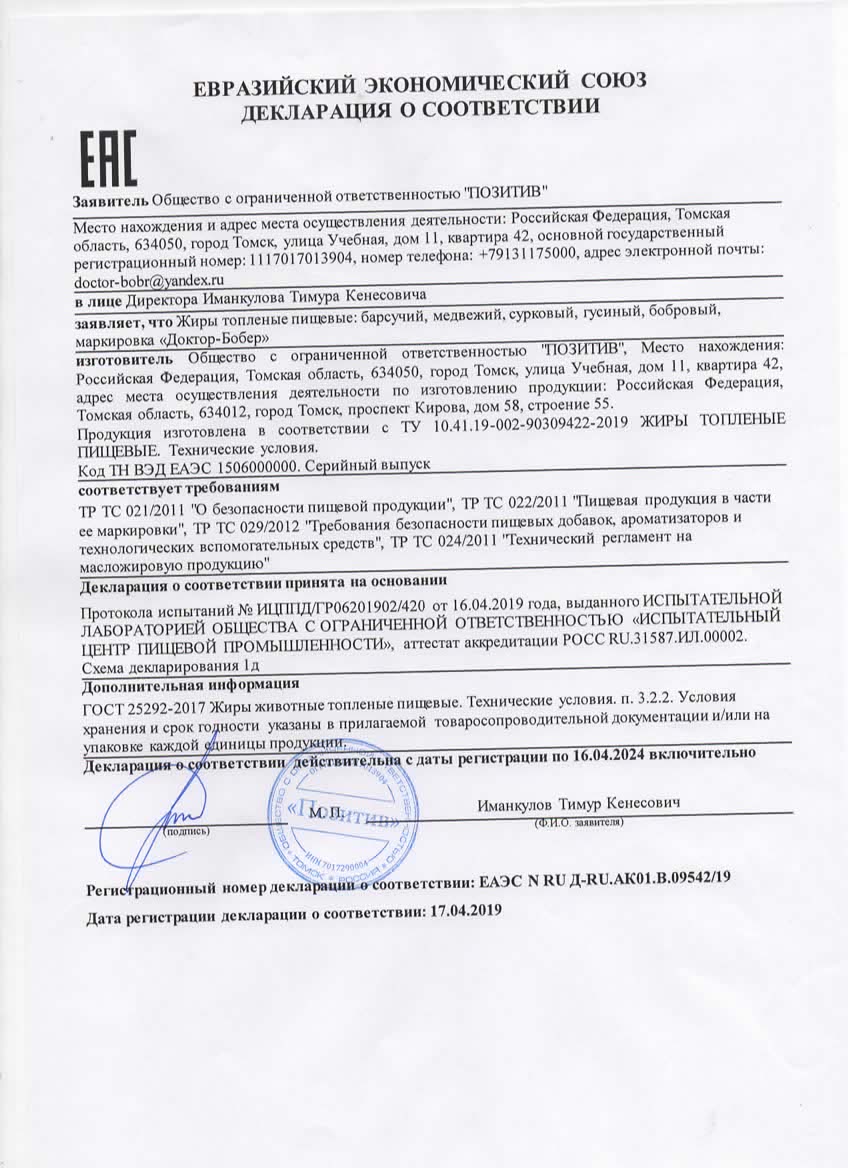 ЕВРАЗИЙСКИЙ ЭКОНОМИЧЕСКИЙ СОЮЗ
ДЕКЛАРАЦИЯ О СООТВЕТСТВИИ
ЕАС
Заявитель Общество с ограниченной ответственностью "ПОЗИТИВ"
Место нахождения и адрес места осуществления деятельности: Российская Федерация, Томская
область, 634050, город Томск, улица Учебная, дом 11, квартира 42, основной государственный
регистрационный номер: 1117017013904, номер телефона: +79131175000, адрес электронной почты:
doctor-bobr@yandex.ru
в лице Директора Иманкулова Тимура Кенесовича
заявляет, что Жиры топленые пищевые: барсучий, медвежий, сурковый, гусиный, бобровый,
маркировка «Доктор-Бобер»
изготовитель Общество с ограниченной ответственностью "ПОЗИТИВ", Место нахождения:
Российская Федерация, Томская область, 634050, город Томск, улица Учебная, дом 11, квартира 42,
адрес места осуществления деятельности по изготовлению продукции: Российская Федерация,
Томская область, 634012, город Томск, проспект Кирова, дом 58, строение 55.
Продукция изготовлена в соответствии с ТУ 10.41.19-002-90309422-2019 ЖИРЫ ТОПЛЕНЫЕ
ПИЩЕВЫЕ. Технические условия.
Код ТН ВЭД ЕАЭС 1506000000. Серийный выпуск
соответствует требованиям
ТР ТС 021/2011 "О безопасности пищевой продукции", ТР ТС 022/2011 "Пищевая продукция в части
ее маркировки", ТР ТС 029/2012 "Требования безопасности пищевых добавок, ароматизаторов и
технологических вспомогательных средств", ТР ТС 024/2011 "Технический регламент на
масложировую продукцию"
Декларация о соответствии принята на основании
Протокола испытаний № ИЦППД/ГР06201902/420 от 16.04.2019 года, выданного ИСПЫТАТЕЛЬНОЙ
ЛАБОРАТОРИЕЙ ОБЩЕСТВА С ОГРАНИЧЕННОЙ ОТВЕТСТВЕННОСТЬЮ «ИСПЫТАТЕЛЬНЫЙ
ЦЕНТР ПИЩЕВОЙ ПРОМЫШЛЕННОСТИ», аттестат аккредитации РОСС RU.31587.ИЛ.00002.
Схема декларирования 1д
Дополнительная информация
ГОСТ 25292-2017 Жиры животные топленые пищевые. Технические условия. п. 3.2.2. Условия
хранения и срок годности указаны в прилагаемой товаросопроводительной документации и/или на
упаковке каждой единицы продукции.
Декларация о соответствии действительна с даты регистрации по 16.04.2024 включительно
М. П. Иманкулов Тимур Кенесович
(подпись) (Ф.И.О. заявителя)
«Позитив»
ИНН 7017290004
ТОМСК * РОССИЯ
Регистрационный номер декларации о соответствии: ЕАЭС N RU Д-RU.АК01.В.09542/19
Дата регистрации декларации о соответствии: 17.04.2019